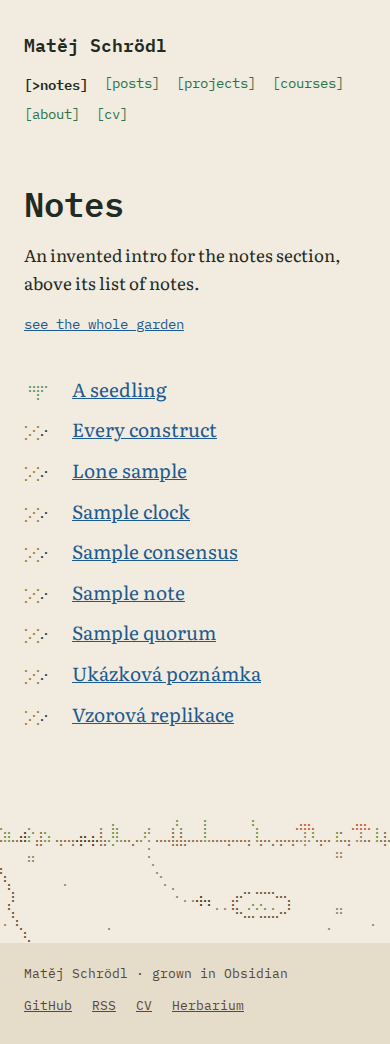 Matěj Schrödl
[>notes] [posts] [projects] [courses]
[about] [cv]
Notes
An invented intro for the notes section,
above its list of notes.
see the whole garden
A seedling
Every construct
Lone sample
Sample clock
Sample consensus
Sample note
Sample quorum
Ukázková poznámka
Vzorová replikace
Matěj Schrödl · grown in Obsidian
GitHub RSS CV Herbarium